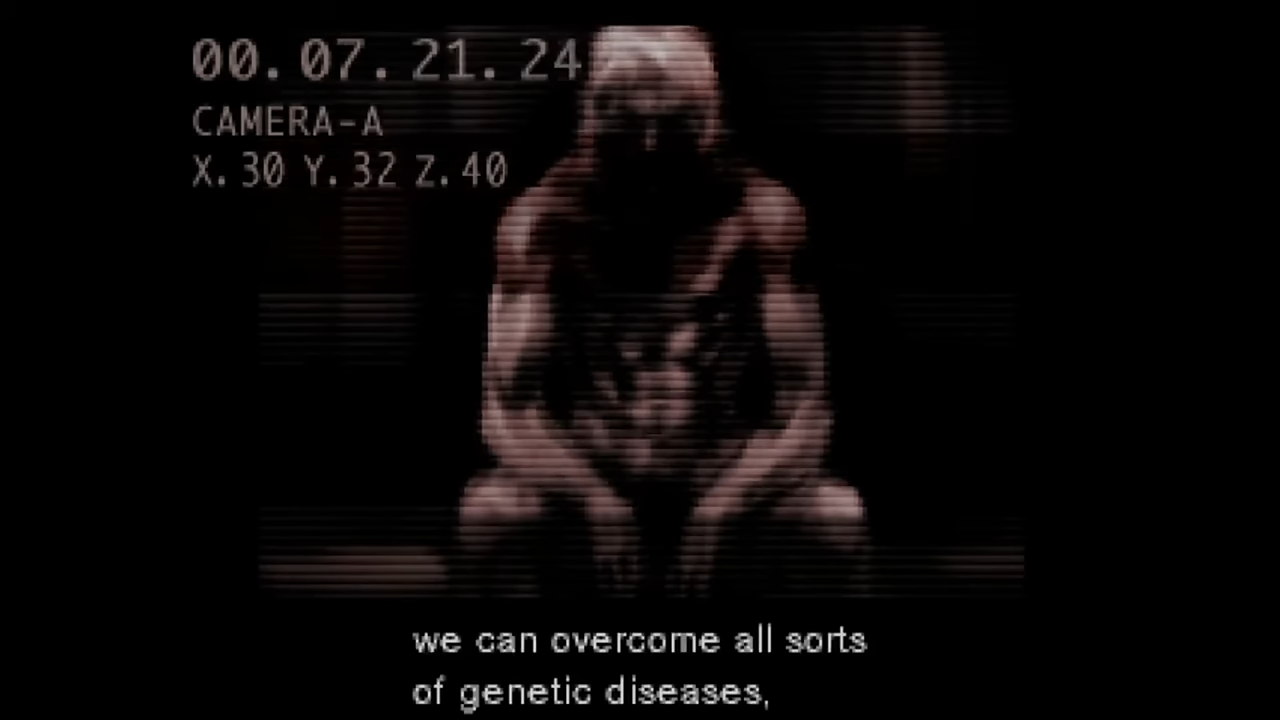 00.07.21.24
CAMERA-A
X.30 Y.32 Z.40
we can overcome all sorts
of genetic diseases,